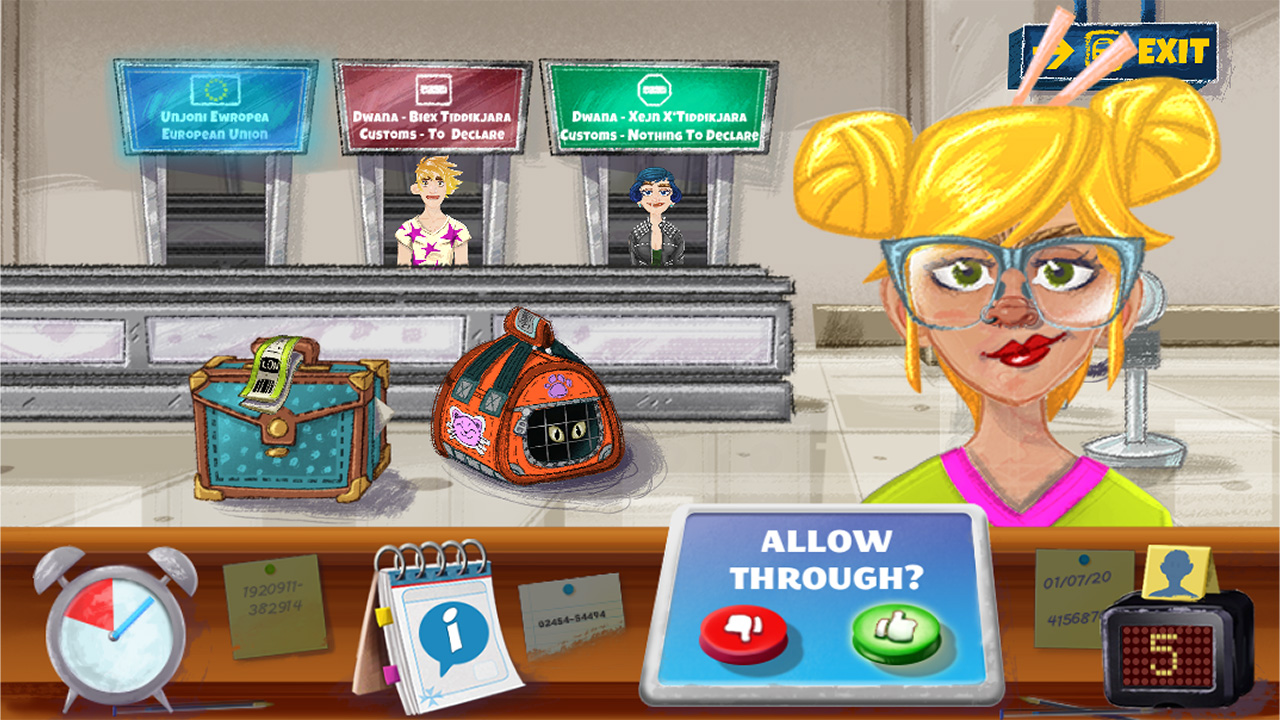 EXIT
Unjoni Ewropea
European Union
Dwana - Biex Tiddikjara
Customs - To Declare
Dwana - Xejn X'Tiddikjara
Customs - Nothing To Declare
LON
1920911-
382914
i
02454-54494
ALLOW
THROUGH?
01/07/20
5